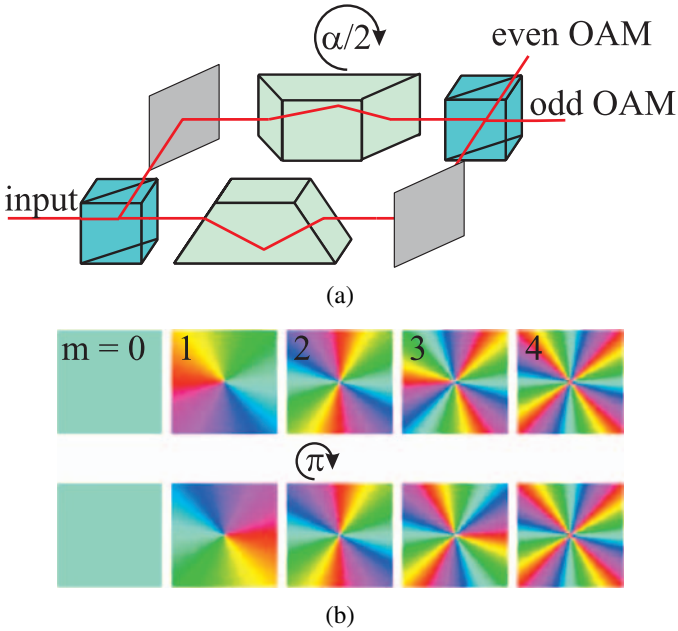 α/2
even OAM
odd OAM
input
(a)
m = 0 1 2 3 4
π
(b)